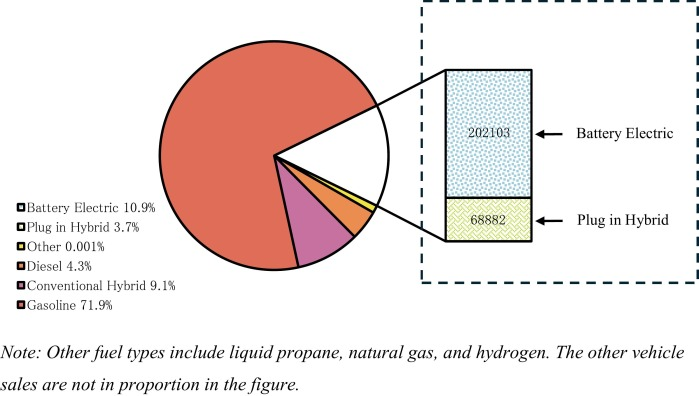 202103
Battery Electric
68882
Plug in Hybrid
Battery Electric 10.9%
Plug in Hybrid 3.7%
Other 0.001%
Diesel 4.3%
Conventional Hybrid 9.1%
Gasoline 71.9%
Note: Other fuel types include liquid propane, natural gas, and hydrogen. The other vehicle
sales are not in proportion in the figure.